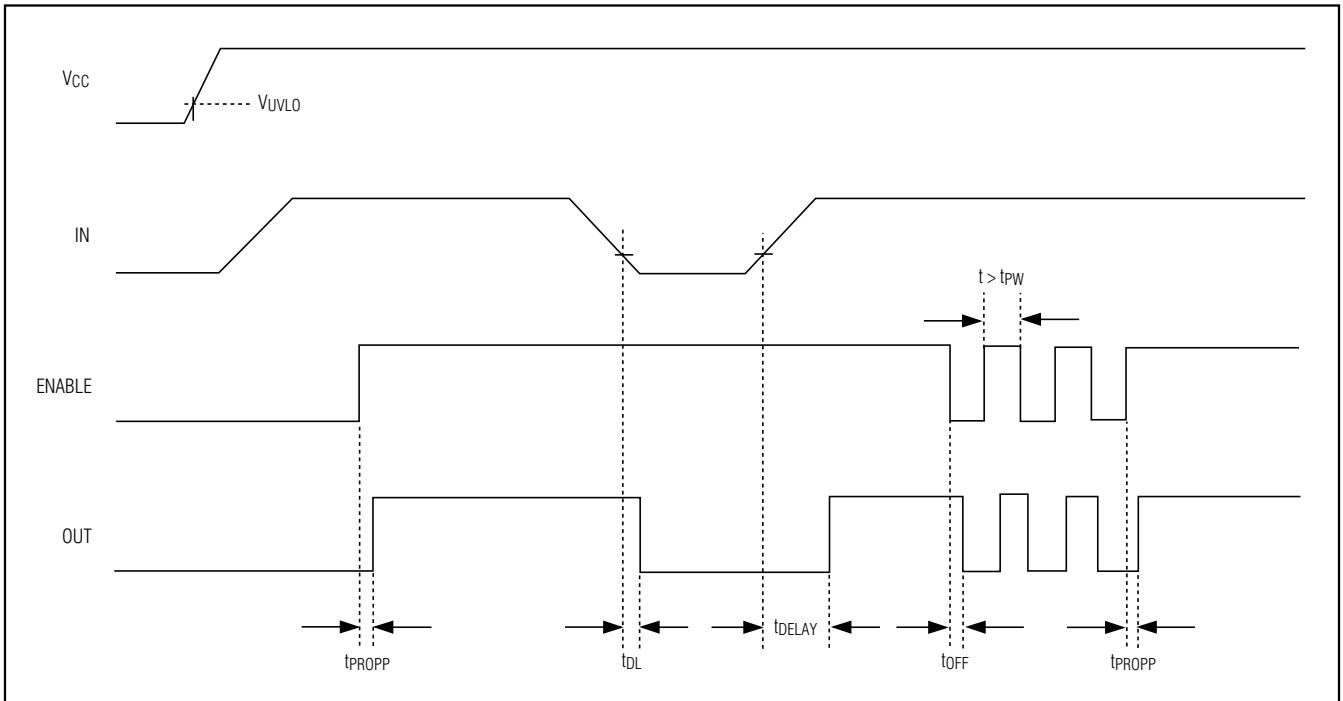 VCC
VUVLO
IN
t > tPW
ENABLE
OUT
tPROPP
tDL
tDELAY
tOFF
tPROPP